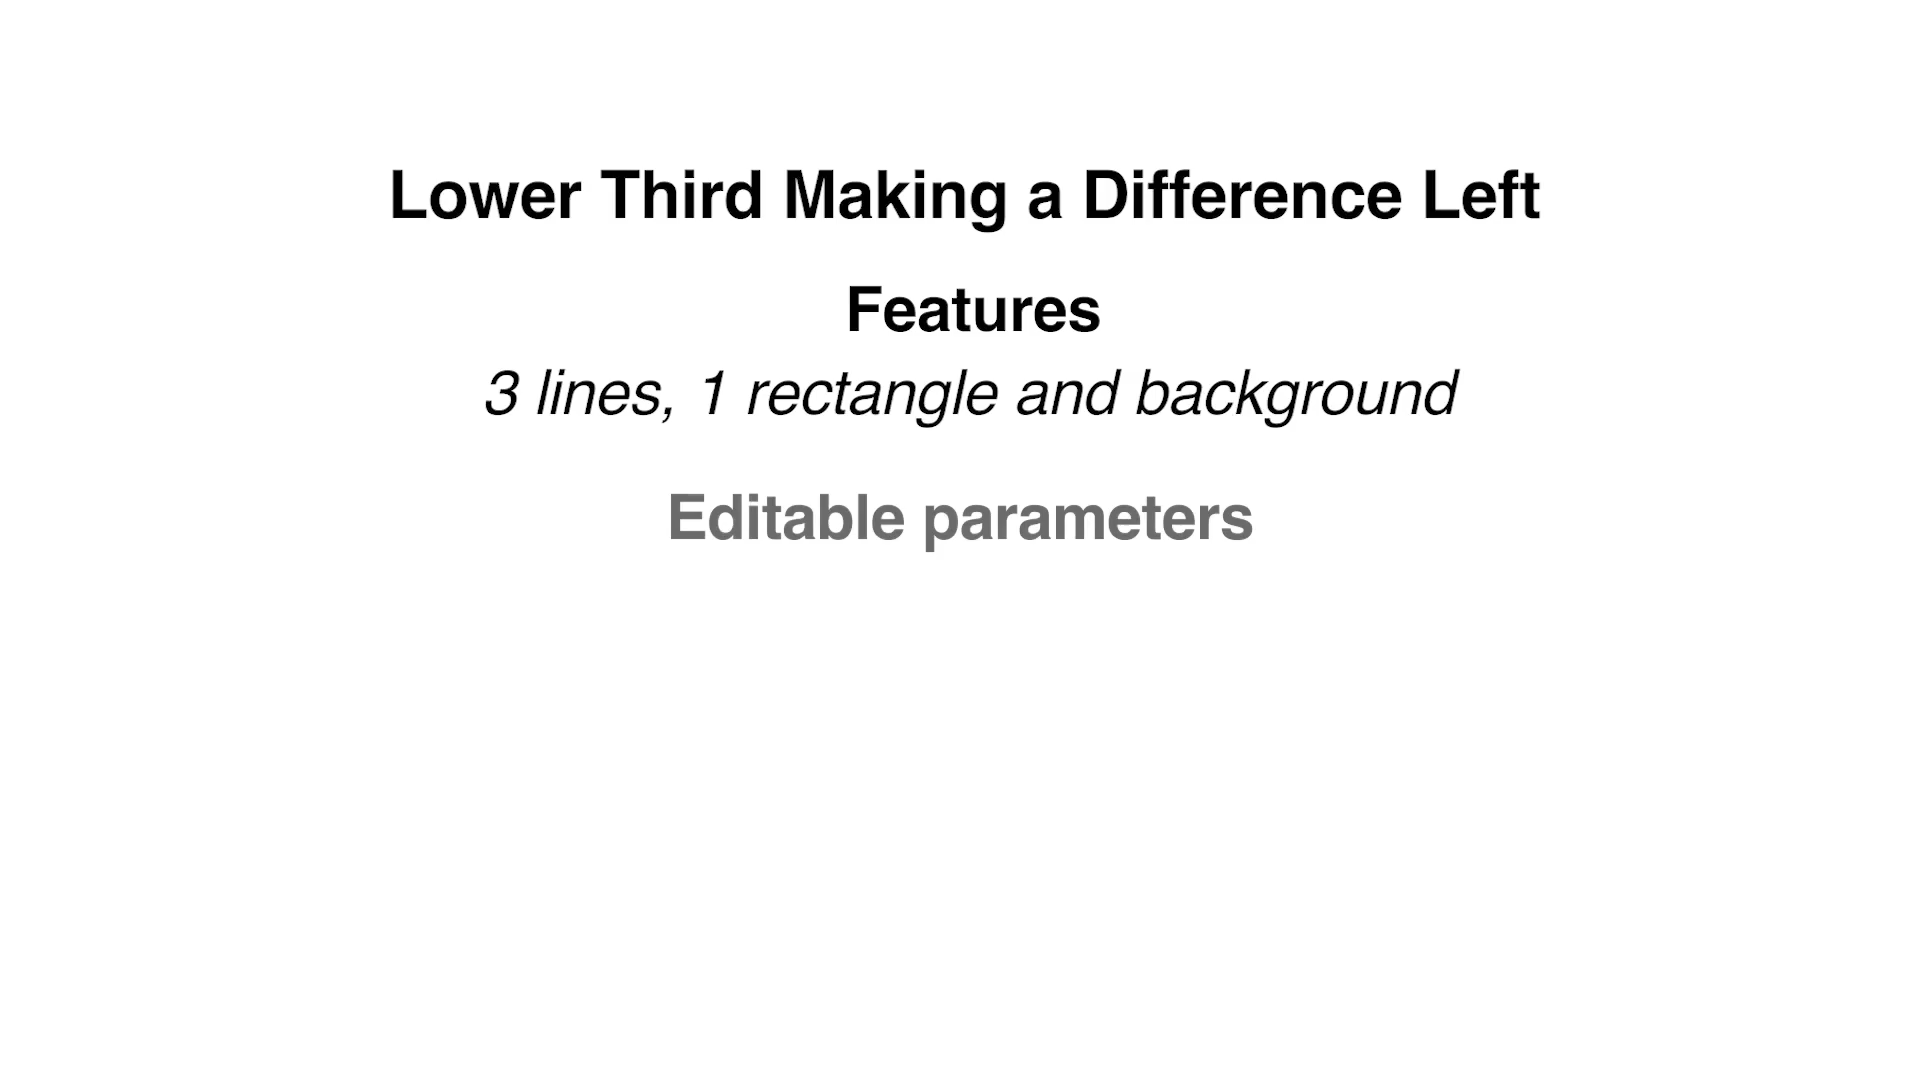 Lower Third Making a Difference Left
Features
3 lines, 1 rectangle and background
Editable parameters